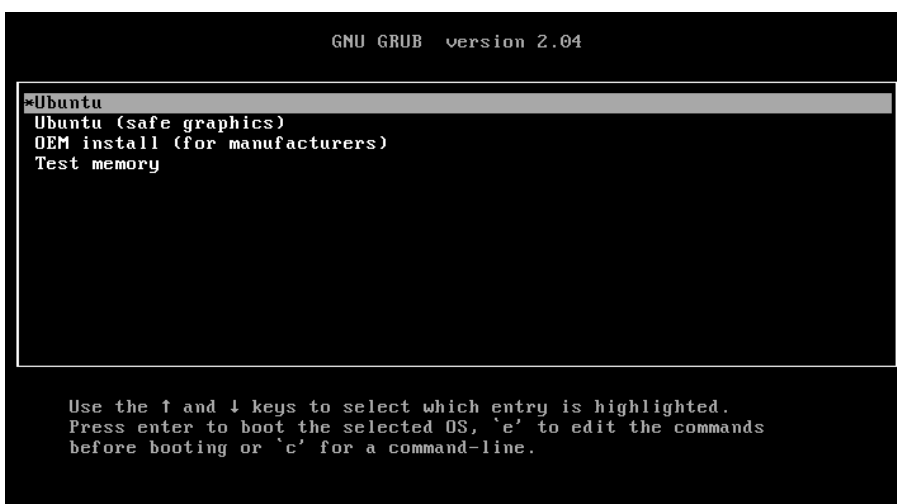 GNU GRUB  version 2.04
*Ubuntu
Ubuntu (safe graphics)
OEM install (for manufacturers)
Test memory
Use the ↑ and ↓ keys to select which entry is highlighted.
Press enter to boot the selected OS, `e' to edit the commands
before booting or `c' for a command-line.